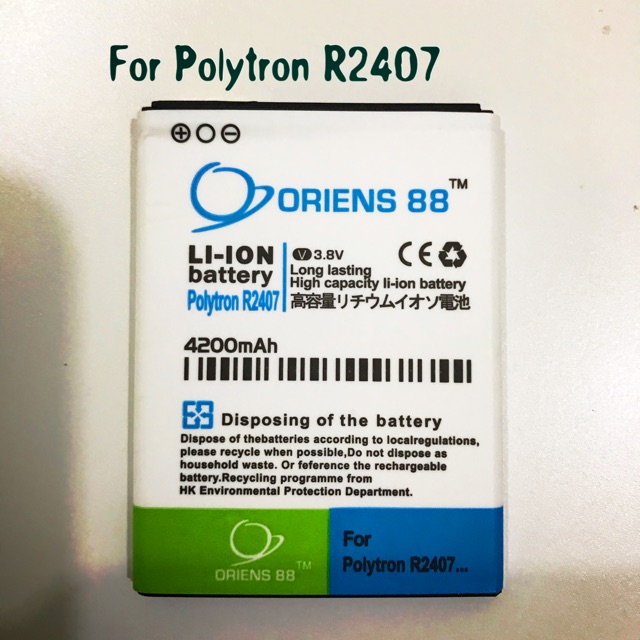 For Polytron R2407
ORIENS 88™
LI-ION
battery
Polytron R2407
V 3.8V
Long lasting
High capacity li-ion battery
高容量リチウムイオソ電池
4200mAh
Disposing of the battery
Dispose of thebatteries according to localregulations,
please recycle when possible,Do not dispose as
household waste. Or feference the rechargeable
battery.Recycling programme from
HK Environmental Protection Department.
ORIENS 88™
For
Polytron R2407...